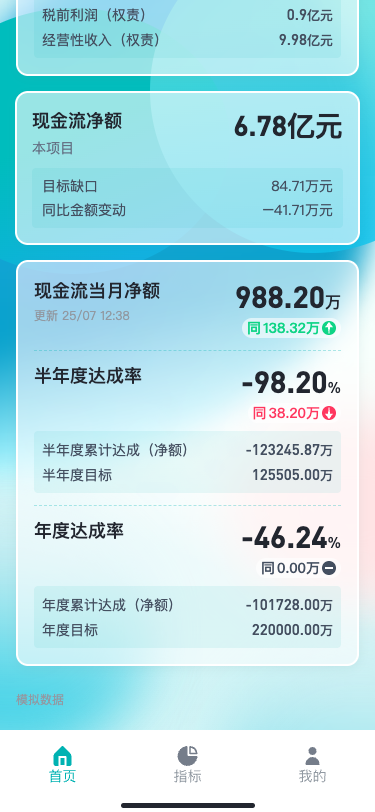 税前利润（权责） 0.9亿元
经营性收入（权责） 9.98亿元
现金流净额 6.78亿元
本项目
目标缺口 84.71万元
同比金额变动 —41.71万元
现金流当月净额 988.20万
更新 25/07 12:38 同138.32万
半年度达成率 -98.20%
同38.20万
半年度累计达成（净额） -123245.87万
半年度目标 125505.00万
年度达成率 -46.24%
同0.00万
年度累计达成（净额） -101728.00万
年度目标 220000.00万
模拟数据
首页 指标 我的